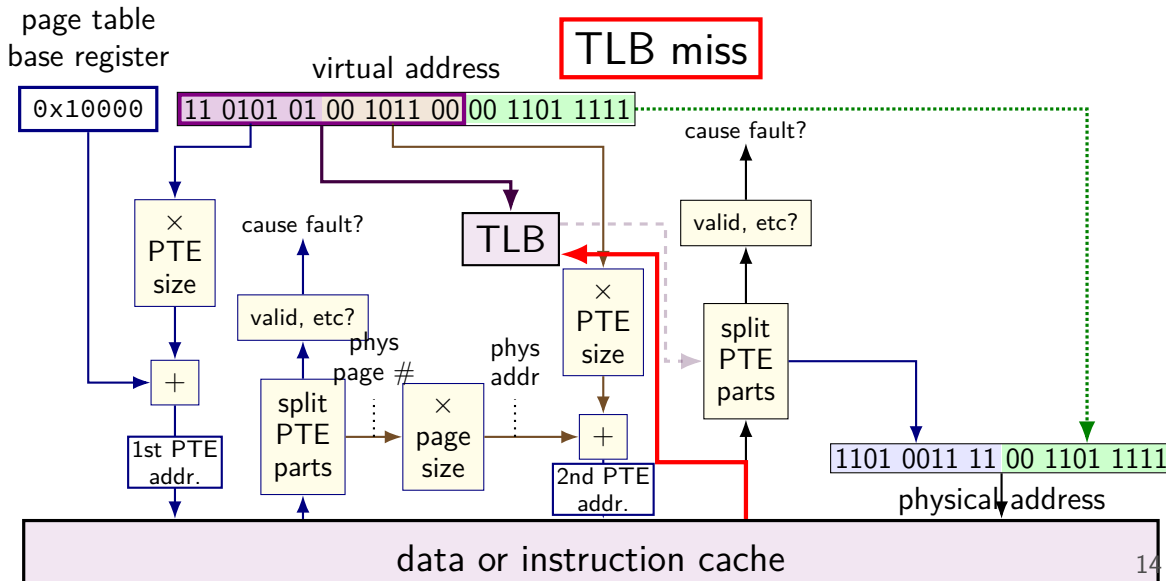 page table
base register
0x10000
virtual address
11 0101 01 00 1011 00 00 1101 1111
TLB miss
×
PTE
size
+
1st PTE
addr.
cause fault?
valid, etc?
split
PTE
parts
phys
page #
×
page
size
phys
addr
TLB
×
PTE
size
+
2nd PTE
addr.
cause fault?
valid, etc?
split
PTE
parts
1101 0011 11 00 1101 1111
physical address
data or instruction cache
14